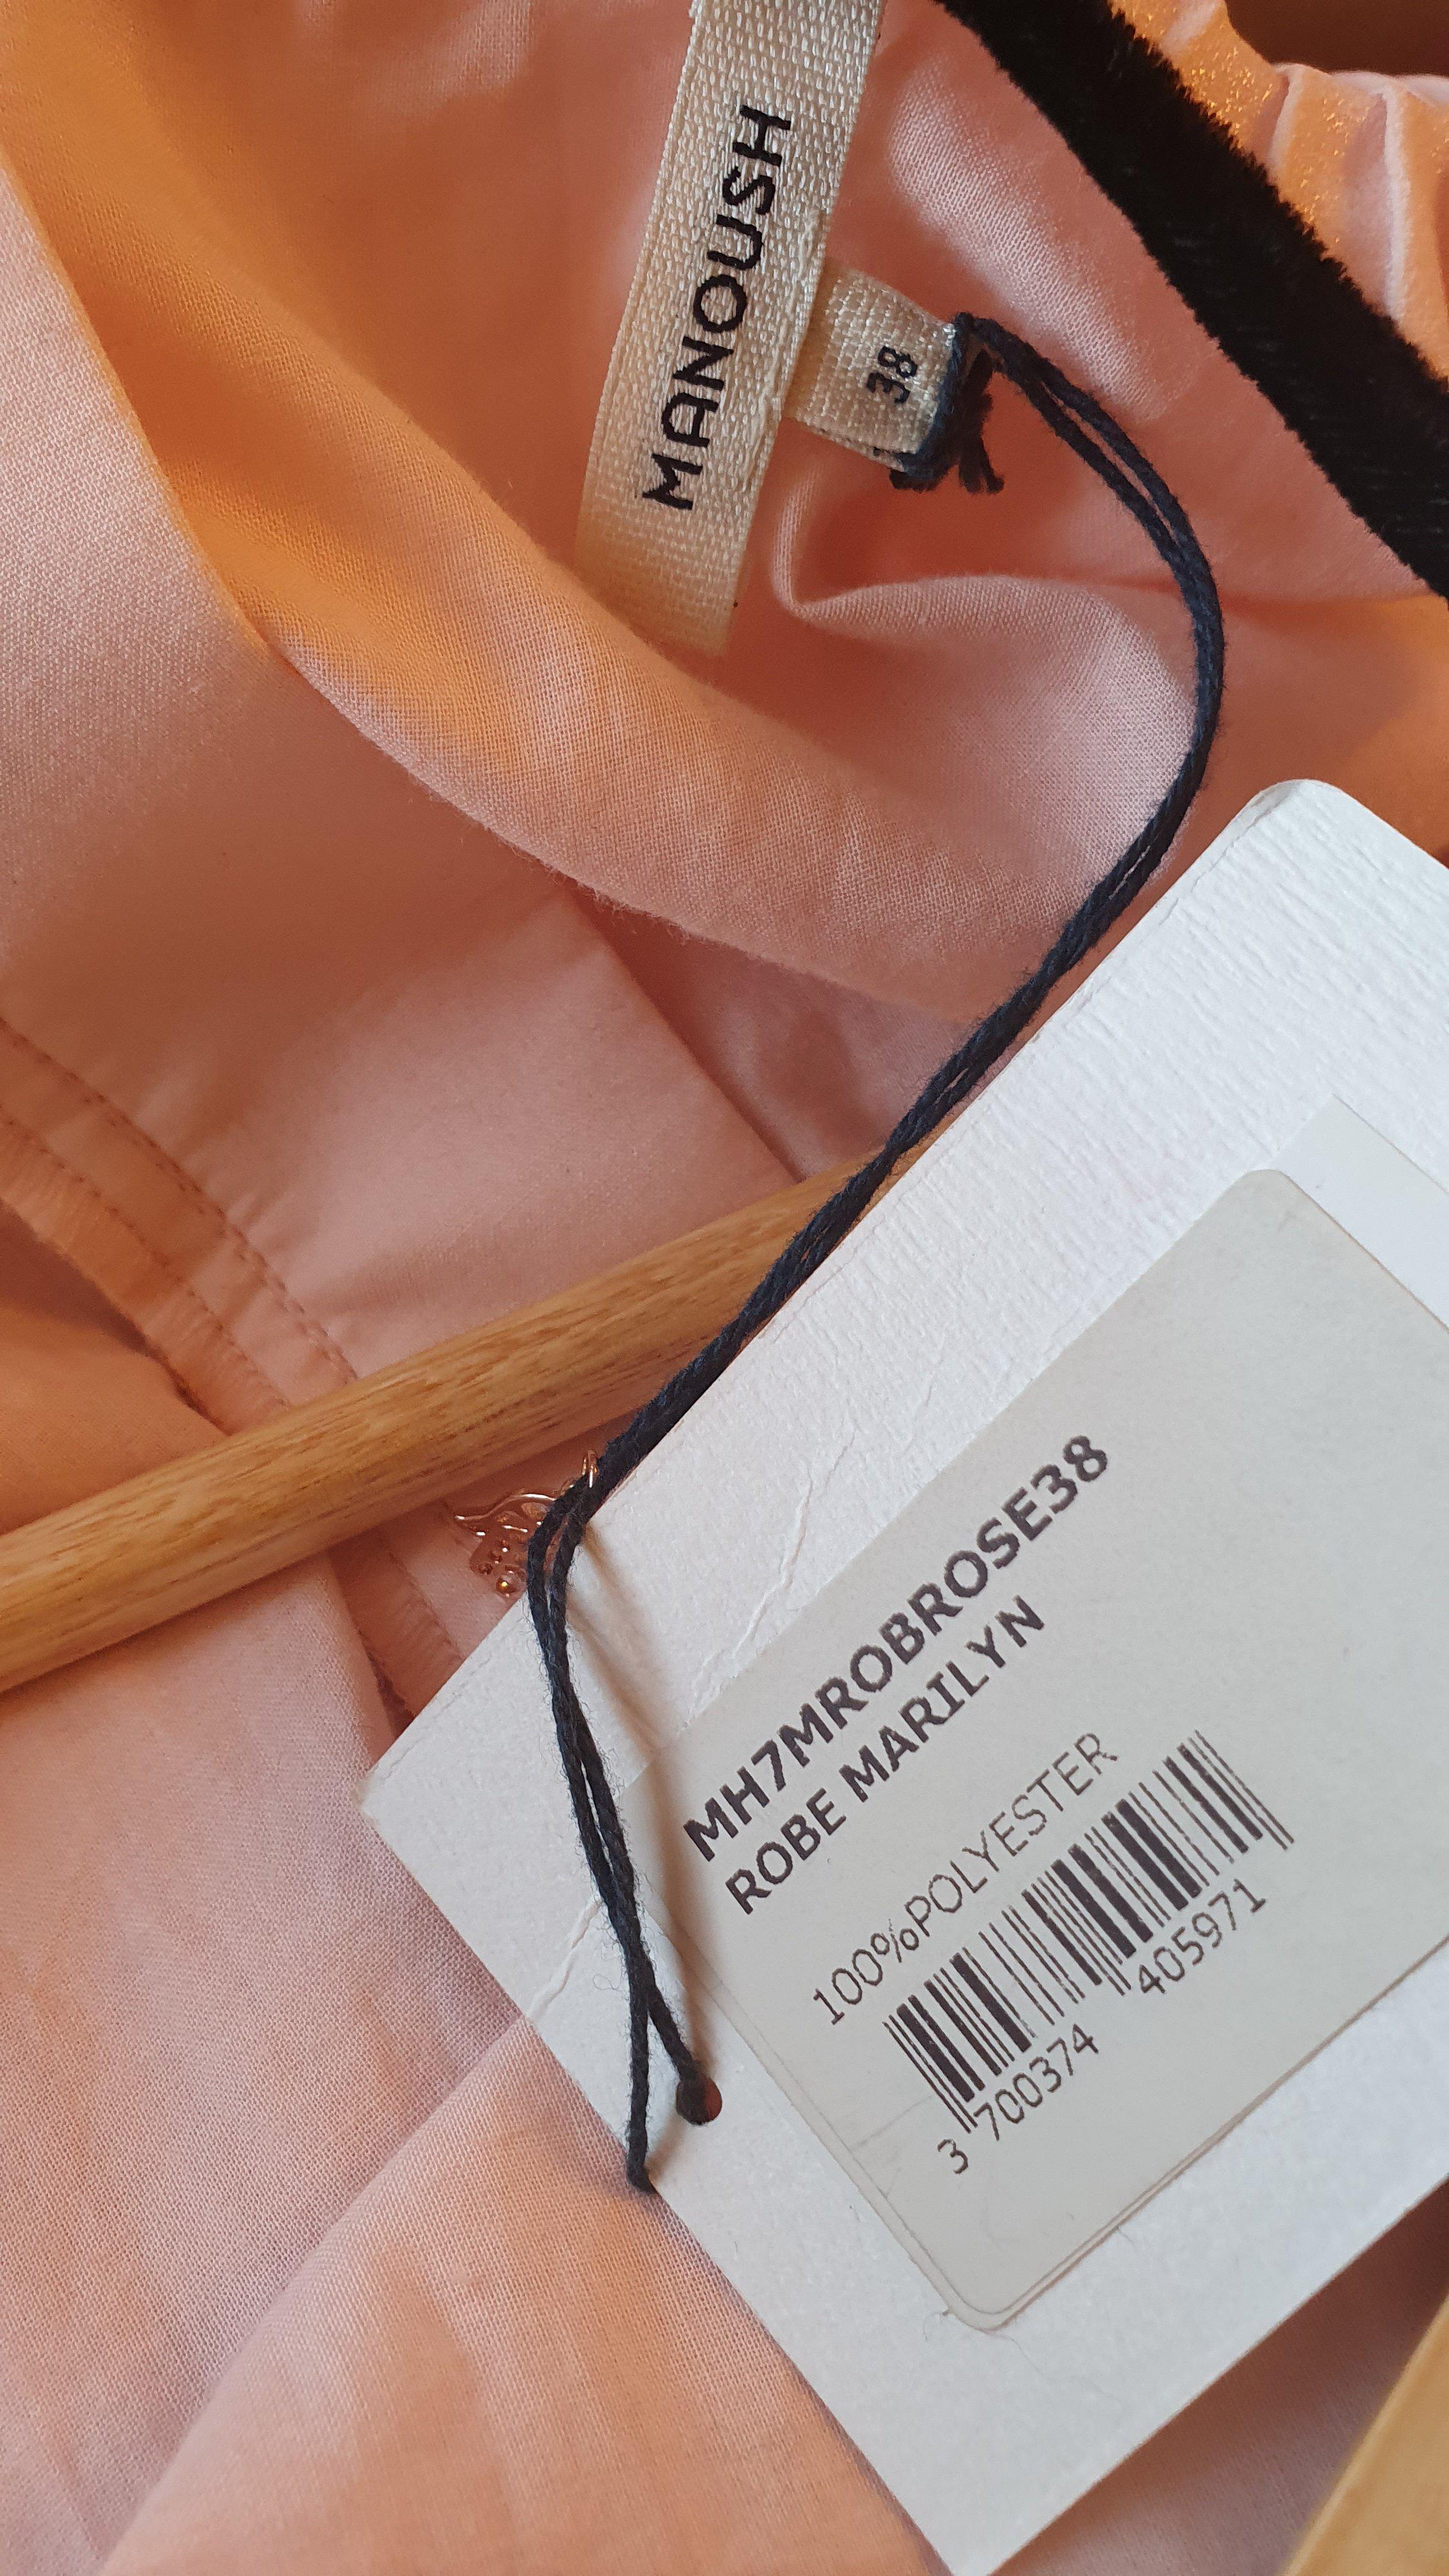 MANOUSH
38
MH7MROBROSE38
ROBE MARILYN
100%POLYESTER
3 700374 405971